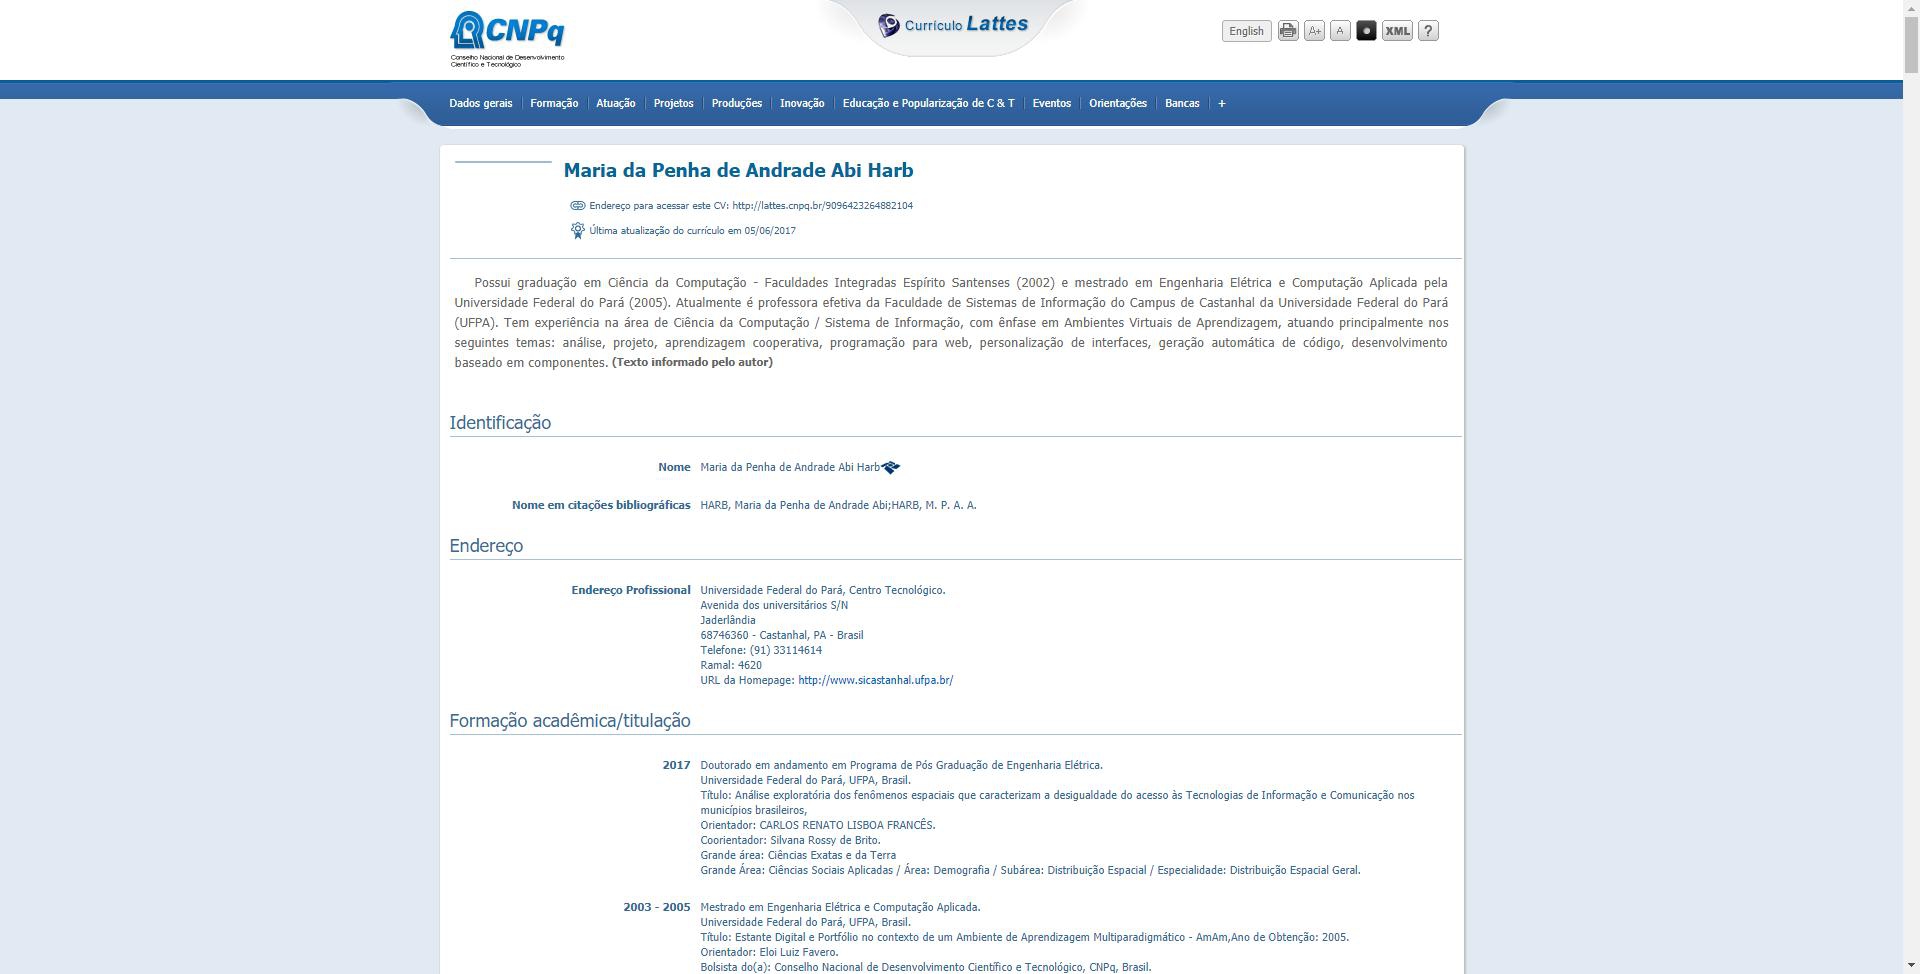 CNPq
Conselho Nacional de Desenvolvimento
Científico e Tecnológico
Currículo Lattes
English
A+
A
XML
?
Dados gerais
Formação
Atuação
Projetos
Produções
Inovação
Educação e Popularização de C & T
Eventos
Orientações
Bancas
+
Maria da Penha de Andrade Abi Harb
Endereço para acessar este CV: http://lattes.cnpq.br/9096423264882104
Última atualização do currículo em 05/06/2017
Possui graduação em Ciência da Computação - Faculdades Integradas Espírito Santenses (2002) e mestrado em Engenharia Elétrica e Computação Aplicada pela
Universidade Federal do Pará (2005). Atualmente é professora efetiva da Faculdade de Sistemas de Informação do Campus de Castanhal da Universidade Federal do Pará
(UFPA). Tem experiência na área de Ciência da Computação / Sistema de Informação, com ênfase em Ambientes Virtuais de Aprendizagem, atuando principalmente nos
seguintes temas: análise, projeto, aprendizagem cooperativa, programação para web, personalização de interfaces, geração automática de código, desenvolvimento
baseado em componentes. (Texto informado pelo autor)
Identificação
Nome Maria da Penha de Andrade Abi Harb
Nome em citações bibliográficas HARB, Maria da Penha de Andrade Abi;HARB, M. P. A. A.
Endereço
Endereço Profissional Universidade Federal do Pará, Centro Tecnológico.
Avenida dos universitários S/N
Jaderlândia
68746360 - Castanhal, PA - Brasil
Telefone: (91) 33114614
Ramal: 4620
URL da Homepage: http://www.sicastanhal.ufpa.br/
Formação acadêmica/titulação
2017 Doutorado em andamento em Programa de Pós Graduação de Engenharia Elétrica.
Universidade Federal do Pará, UFPA, Brasil.
Título: Análise exploratória dos fenômenos espaciais que caracterizam a desigualdade do acesso às Tecnologias de Informação e Comunicação nos
municípios brasileiros,
Orientador: CARLOS RENATO LISBOA FRANCÊS.
Coorientador: Silvana Rossy de Brito.
Grande área: Ciências Exatas e da Terra
Grande Área: Ciências Sociais Aplicadas / Área: Demografia / Subárea: Distribuição Espacial / Especialidade: Distribuição Espacial Geral.
2003 - 2005 Mestrado em Engenharia Elétrica e Computação Aplicada.
Universidade Federal do Pará, UFPA, Brasil.
Título: Estante Digital e Portfólio no contexto de um Ambiente de Aprendizagem Multiparadigmático - AmAm,Ano de Obtenção: 2005.
Orientador: Eloi Luiz Favero.
Bolsista do(a): Conselho Nacional de Desenvolvimento Científico e Tecnológico, CNPq, Brasil.